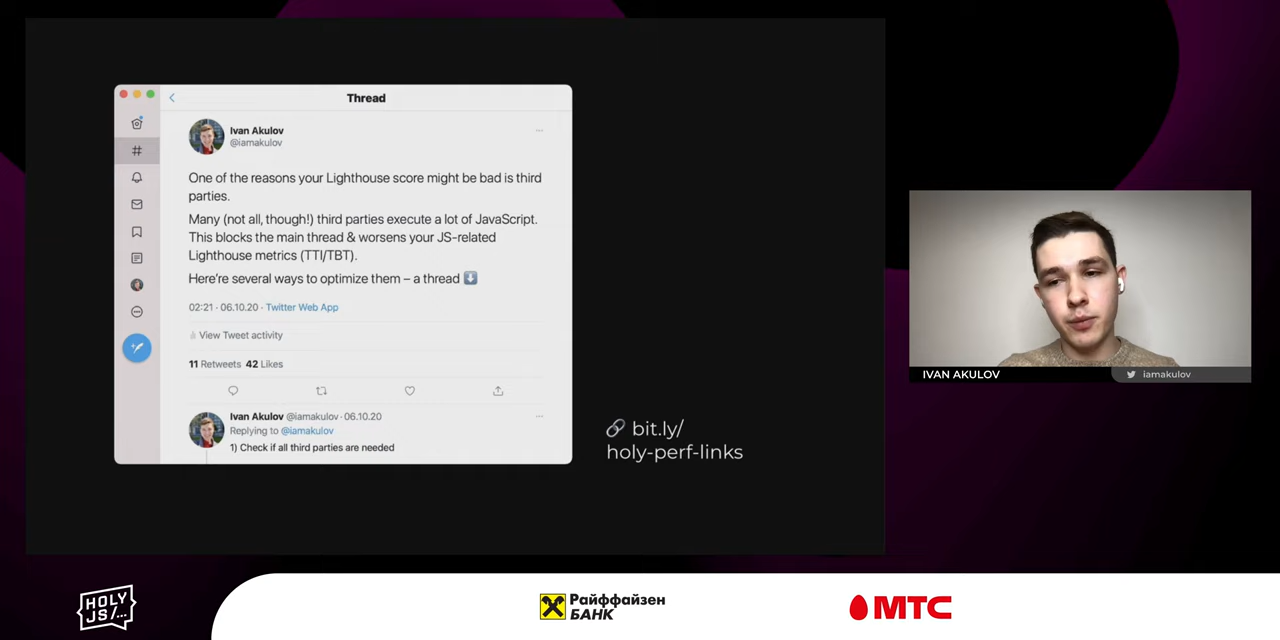 Thread
Ivan Akulov
@iamakulov
One of the reasons your Lighthouse score might be bad is third
parties.
Many (not all, though!) third parties execute a lot of JavaScript.
This blocks the main thread & worsens your JS-related
Lighthouse metrics (TTI/TBT).
Here're several ways to optimize them – a thread ⬇️
02:21 · 06.10.20 · Twitter Web App
View Tweet activity
11 Retweets 42 Likes
Ivan Akulov @iamakulov · 06.10.20
Replying to @iamakulov
1) Check if all third parties are needed
bit.ly/
holy-perf-links
IVAN AKULOV
iamakulov
HOLY
JS/...
Райффайзен
БАНК
МТС